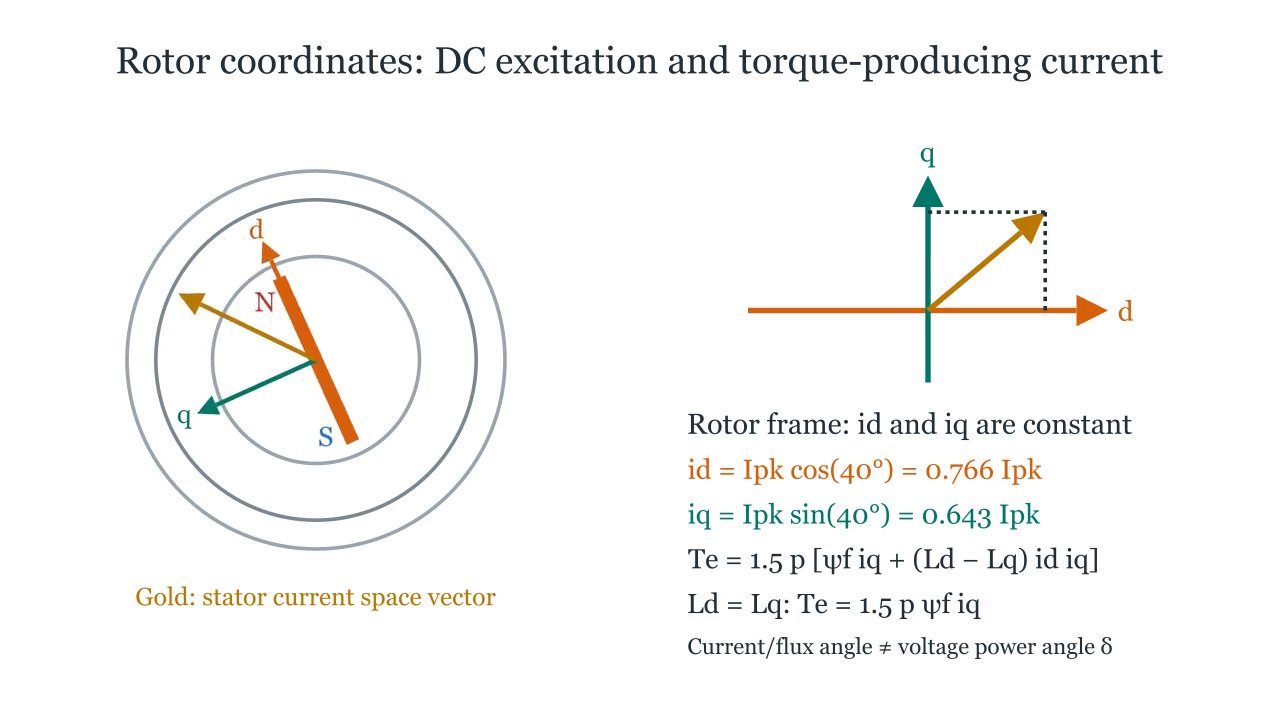 Rotor coordinates: DC excitation and torque-producing current
d
N
q
S
Gold: stator current space vector
q
d
Rotor frame: id and iq are constant
id = Ipk cos(40°) = 0.766 Ipk
iq = Ipk sin(40°) = 0.643 Ipk
Te = 1.5 p [ψf iq + (Ld − Lq) id iq]
Ld = Lq: Te = 1.5 p ψf iq
Current/flux angle ≠ voltage power angle δ